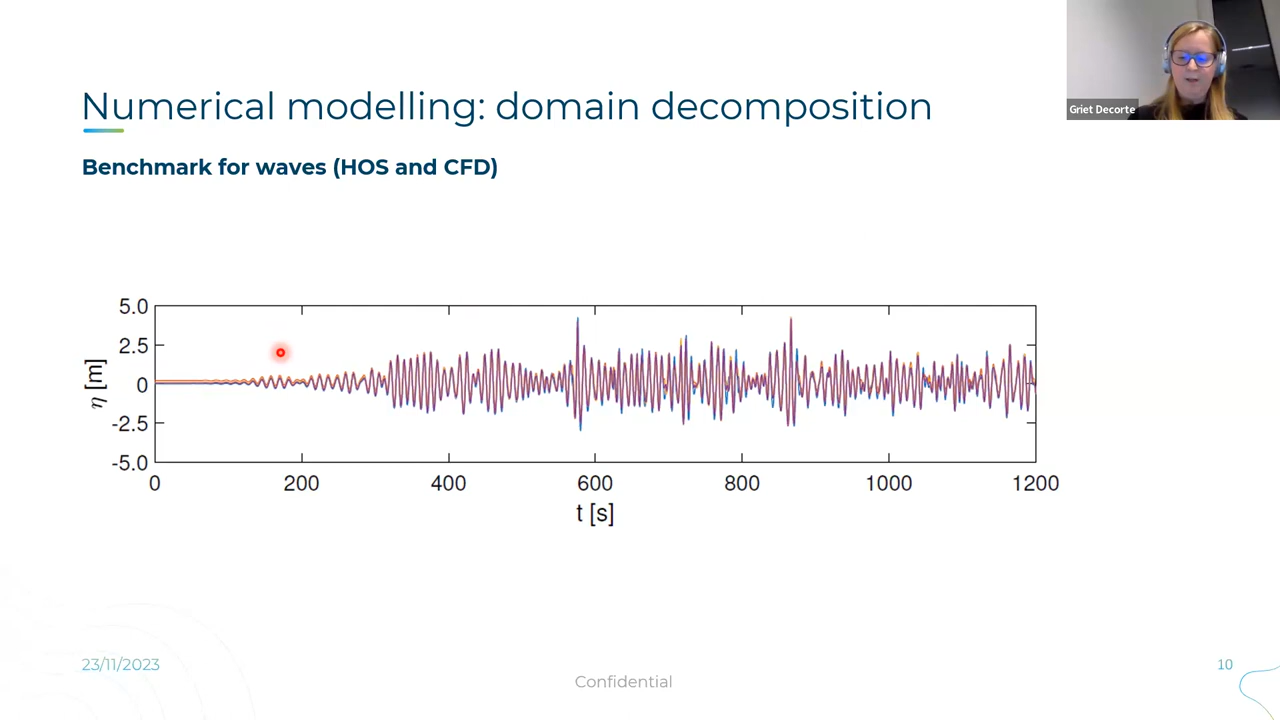 Griet Decorte
Numerical modelling: domain decomposition
Benchmark for waves (HOS and CFD)
5.0
2.5
0
-2.5
-5.0
η [m]
0 200 400 600 800 1000 1200
t [s]
23/11/2023
Confidential
10